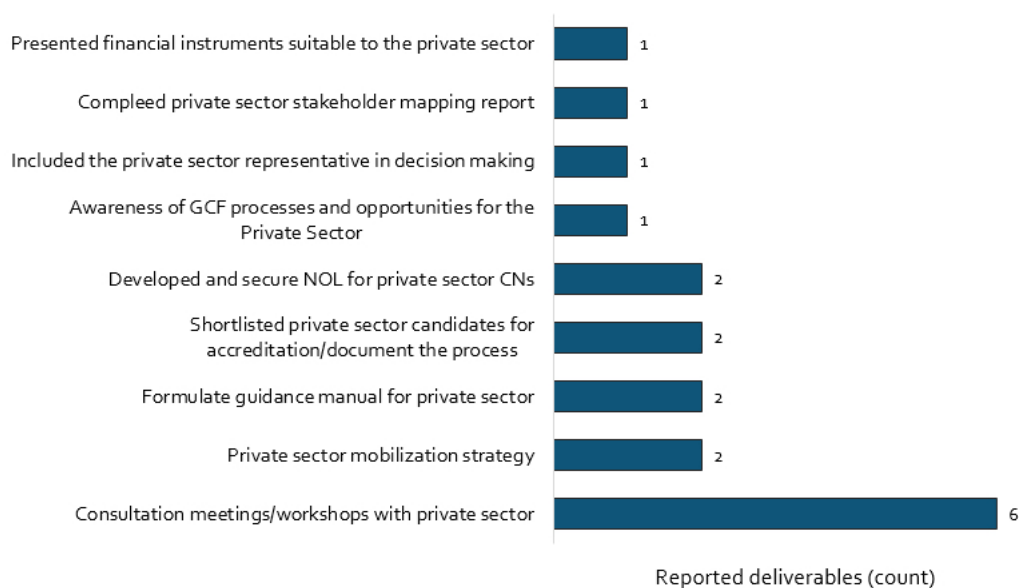 Presented financial instruments suitable to the private sector 1
Compleed private sector stakeholder mapping report 1
Included the private sector representative in decision making 1
Awareness of GCF processes and opportunities for the
Private Sector 1
Developed and secure NOL for private sector CNs 2
Shortlisted private sector candidates for
accreditation/document the process 2
Formulate guidance manual for private sector 2
Private sector mobilization strategy 2
Consultation meetings/workshops with private sector 6
Reported deliverables (count)